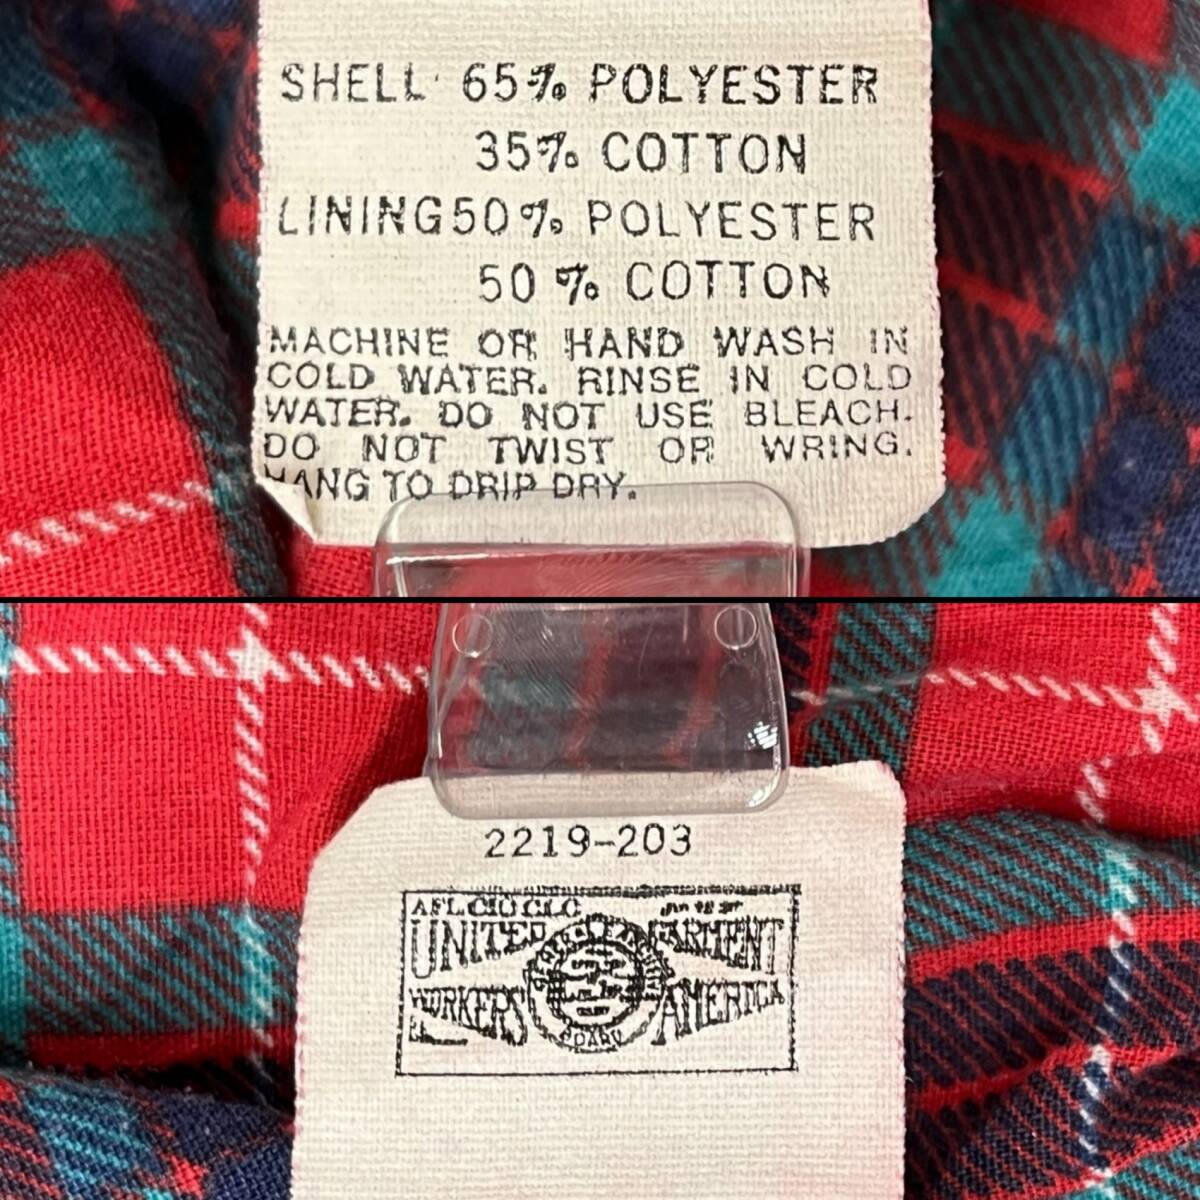 SHELL 65% POLYESTER
35% COTTON
LINING 50% POLYESTER
50% COTTON
MACHINE OR HAND WASH IN
COLD WATER. RINSE IN COLD
WATER. DO NOT USE BLEACH.
DO NOT TWIST OR WRING.
HANG TO DRIP DRY.
2219-203
AFL CIO CLC
UNITED GARMENT
WORKERS AMERICA